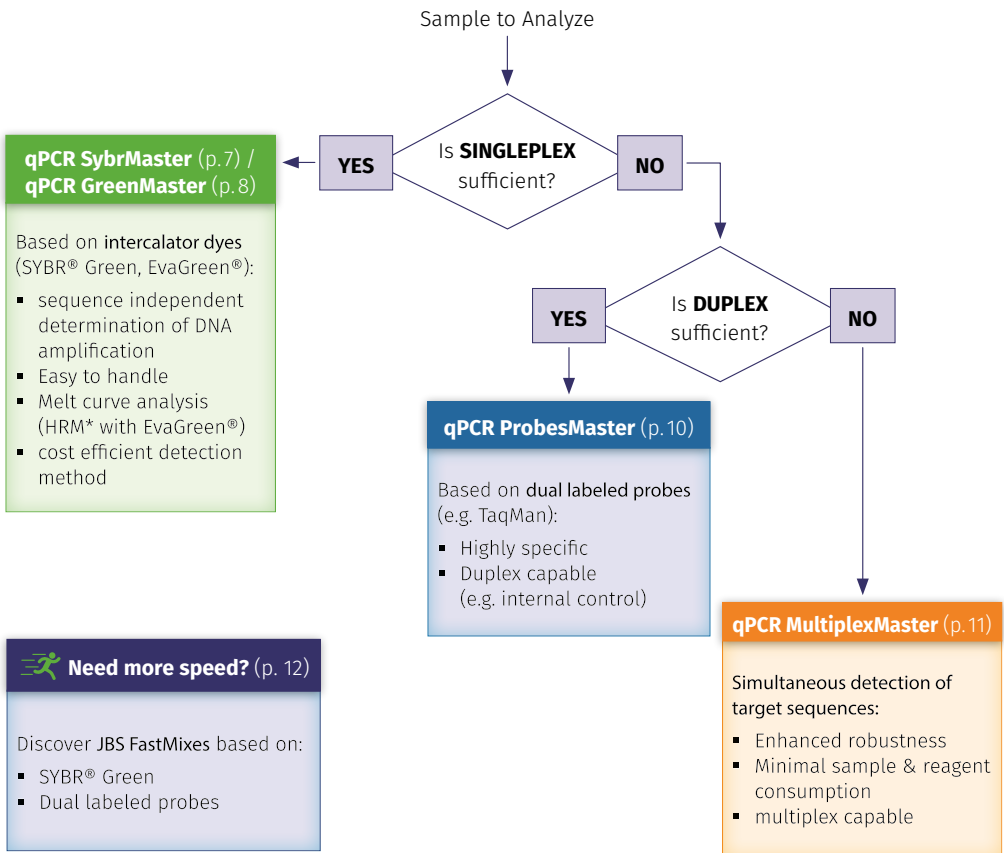 Sample to Analyze
Is SINGLEPLEX
sufficient?
YES
NO
qPCR SybrMaster (p. 7) /
qPCR GreenMaster (p. 8)
Based on intercalator dyes
(SYBR® Green, EvaGreen®):
▪ sequence independent
determination of DNA
amplification
▪ Easy to handle
▪ Melt curve analysis
(HRM* with EvaGreen®)
▪ cost efficient detection
method
Is DUPLEX
sufficient?
YES
NO
qPCR ProbesMaster (p. 10)
Based on dual labeled probes
(e.g. TaqMan):
▪ Highly specific
▪ Duplex capable
(e.g. internal control)
qPCR MultiplexMaster (p. 11)
Simultaneous detection of
target sequences:
▪ Enhanced robustness
▪ Minimal sample & reagent
consumption
▪ multiplex capable
Need more speed? (p. 12)
Discover JBS FastMixes based on:
▪ SYBR® Green
▪ Dual labeled probes